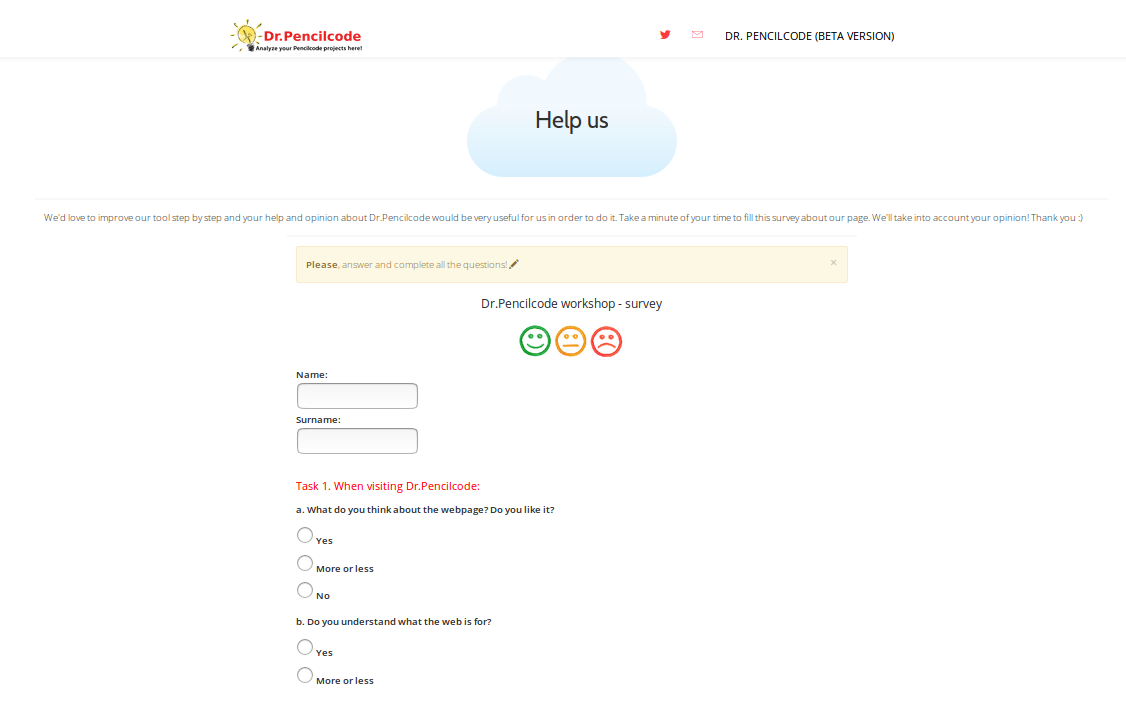 Dr.Pencilcode
Analyze your Pencilcode projects here!
DR. PENCILCODE (BETA VERSION)
Help us
We'd love to improve our tool step by step and your help and opinion about Dr.Pencilcode would be very useful for us in order to do it. Take a minute of your time to fill this survey about our page. We'll take into account your opinion! Thank you :)
Please, answer and complete all the questions!
×
Dr.Pencilcode workshop - survey
Name:
Surname:
Task 1. When visiting Dr.Pencilcode:
a. What do you think about the webpage? Do you like it?
Yes
More or less
No
b. Do you understand what the web is for?
Yes
More or less